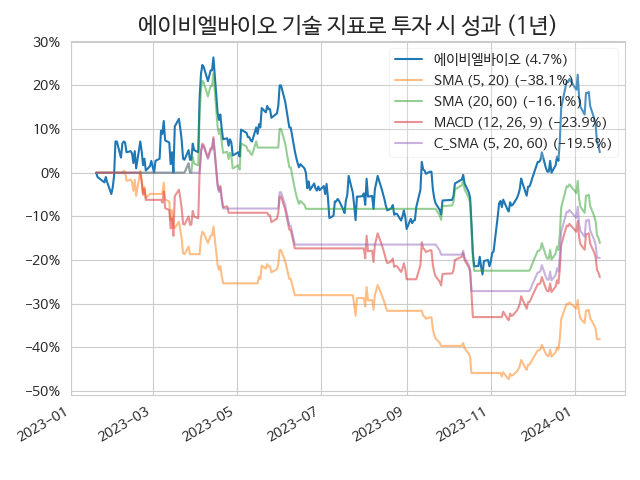 에이비엘바이오 기술 지표로 투자 시 성과 (1년)
30%
20%
10%
0%
−10%
−20%
−30%
−40%
−50%
에이비엘바이오 (4.7%)
SMA (5, 20) (−38.1%)
SMA (20, 60) (−16.1%)
MACD (12, 26, 9) (−23.9%)
C_SMA (5, 20, 60) (−19.5%)
2023−01
2023−03
2023−05
2023−07
2023−09
2023−11
2024−01